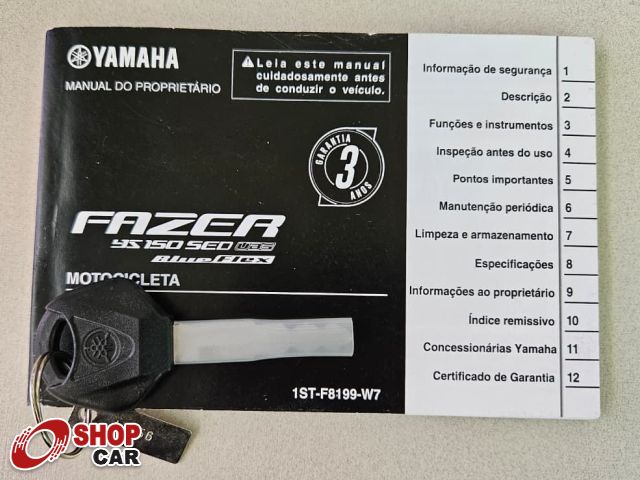 YAMAHA
MANUAL DO PROPRIETÁRIO
Leia este manual
cuidadosamente antes
de conduzir o veículo.
GARANTIA
3
ANOS
FAZER
YS 150 SED UBS
BlueFlex
MOTOCICLETA
1ST-F8199-W7
Informação de segurança 1
Descrição 2
Funções e instrumentos 3
Inspeção antes do uso 4
Pontos importantes 5
Manutenção periódica 6
Limpeza e armazenamento 7
Especificações 8
Informações ao proprietário 9
Índice remissivo 10
Concessionárias Yamaha 11
Certificado de Garantia 12
SHOP
CAR